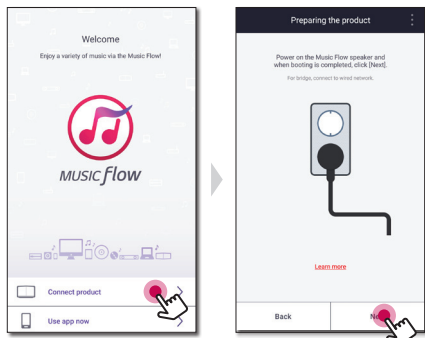 Welcome
Enjoy a variety of music via the Music Flow!
MUSIC flow
Connect product
Use app now
Preparing the product
Power on the Music Flow speaker and
when booting is completed, click [Next].
For bridge, connect to wired network.
Learn more
Back